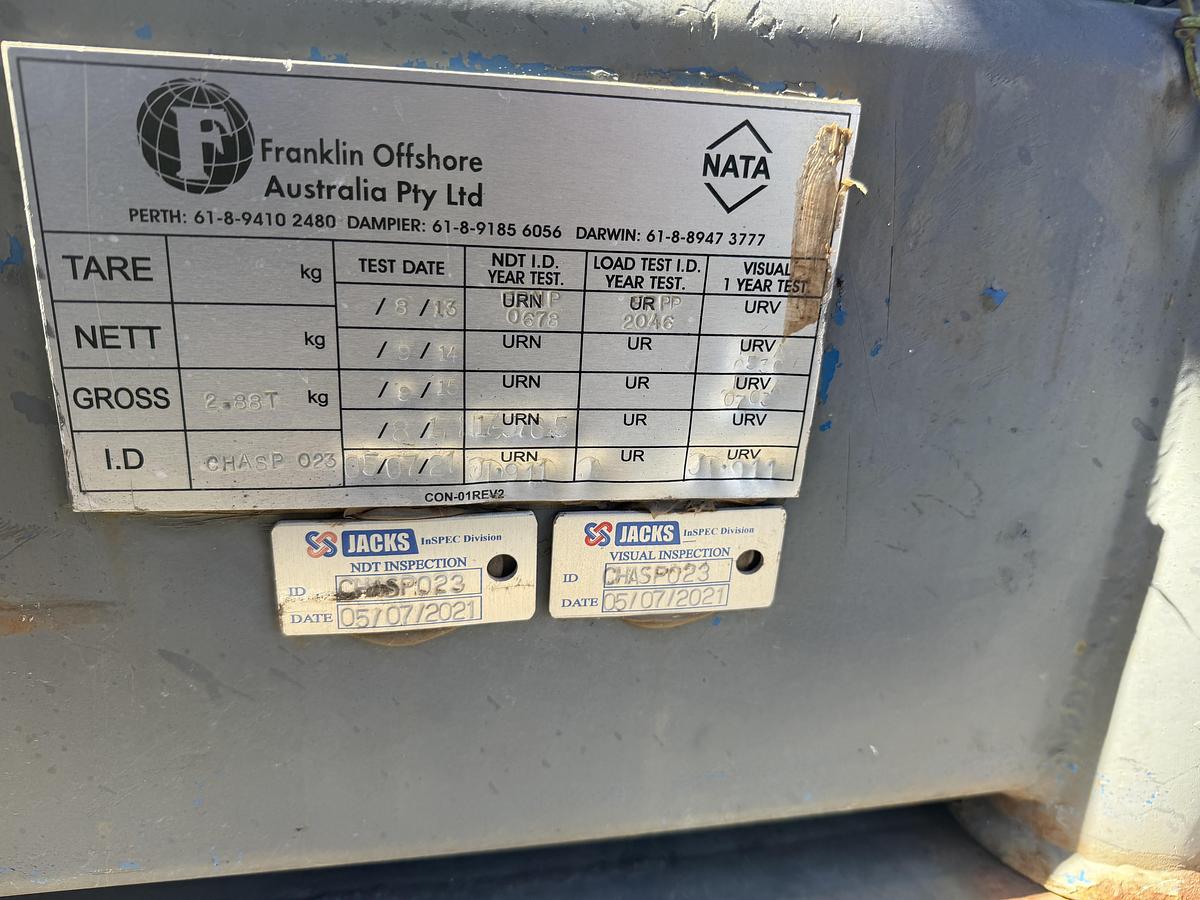 F
Franklin Offshore
Australia Pty Ltd
NATA
PERTH: 61-8-9410 2480 DAMPIER: 61-8-9185 6056 DARWIN: 61-8-8947 3777
TARE kg
NETT kg
GROSS 2.88T kg
I.D CHASP 023
TEST DATE NDT I.D. YEAR TEST. LOAD TEST I.D. YEAR TEST. VISUAL 1 YEAR TEST.
/ 8 / 13 URN 0678 UR PP 2046 URV
/ 9 / 14 URN UR URV
/ 8 / 15 URN UR URV
/ 8 / URN UR URV
05/07/21 URN UR URV
CON-01REV2
JACKS InSPEC Division
NDT INSPECTION
ID CHASP023
DATE 05/07/2021
JACKS InSPEC Division
VISUAL INSPECTION
ID CHASP023
DATE 05/07/2021